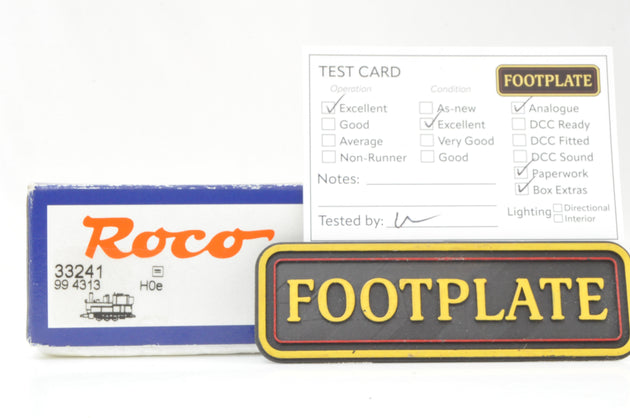 TEST CARD
FOOTPLATE
Operation
Condition
Excellent
Good
Average
Non-Runner
As-new
Excellent
Very Good
Good
Analogue
DCC Ready
DCC Fitted
DCC Sound
Paperwork
Box Extras
Notes:
Lighting
Directional
Interior
Tested by:
Roco
33241
99 4313
H0e
FOOTPLATE